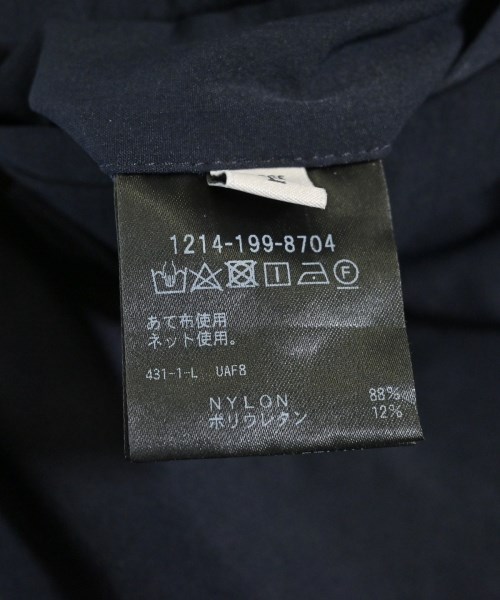 1214-199-8704
あて布使用
ネット使用。
431-1-L UAF8
NYLON 88%
ポリウレタン 12%